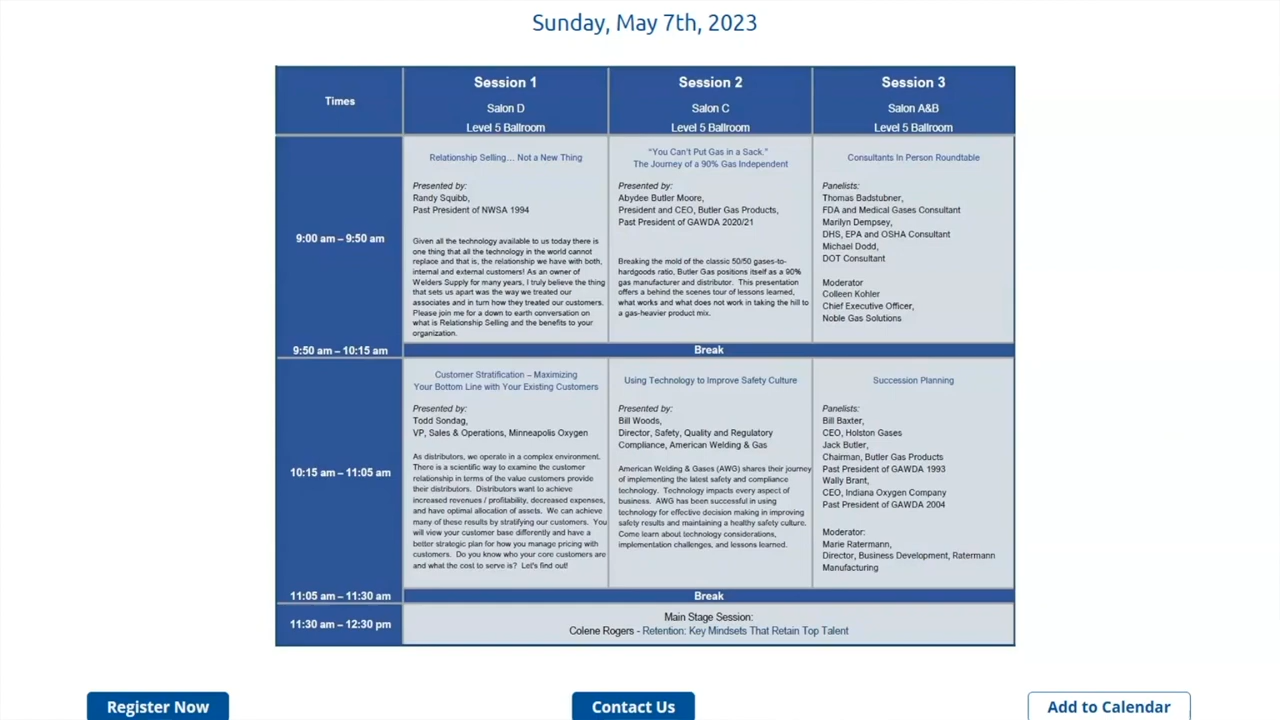 Sunday, May 7th, 2023
Times
Session 1
Salon D
Level 5 Ballroom
Session 2
Salon C
Level 5 Ballroom
Session 3
Salon A&B
Level 5 Ballroom
9:00 am – 9:50 am
Relationship Selling… Not a New Thing
Presented by:
Randy Squibb,
Past President of NWSA 1994
Given all the technology available to us today there is
one thing that all the technology in the world cannot
replace and that is, the relationship we have with both,
internal and external customers! As an owner of
Welders Supply for many years, I truly believe the thing
that sets us apart was the way we treated our
associates and in turn how they treated our customers.
Please join me for a down to earth conversation on
what is Relationship Selling and the benefits to your
organization.
“You Can’t Put Gas in a Sack.”
The Journey of a 90% Gas Independent
Presented by:
Abydee Butler Moore,
President and CEO, Butler Gas Products,
Past President of GAWDA 2020/21
Breaking the mold of the classic 50/50 gases-to-
hardgoods ratio, Butler Gas positions itself as a 90%
gas manufacturer and distributor. This presentation
offers a behind the scenes tour of lessons learned,
what works and what does not work in taking the hill to
a gas-heavier product mix.
Consultants In Person Roundtable
Panelists:
Thomas Badstubner,
FDA and Medical Gases Consultant
Marilyn Dempsey,
DHS, EPA and OSHA Consultant
Michael Dodd,
DOT Consultant
Moderator
Colleen Kohler
Chief Executive Officer,
Noble Gas Solutions
9:50 am – 10:15 am
Break
10:15 am – 11:05 am
Customer Stratification – Maximizing
Your Bottom Line with Your Existing Customers
Presented by:
Todd Sondag,
VP, Sales & Operations, Minneapolis Oxygen
As distributors, we operate in a complex environment.
There is a scientific way to examine the customer
relationship in terms of the value customers provide
their distributors. Distributors want to achieve
increased revenues / profitability, decreased expenses,
and have optimal allocation of assets. We can achieve
many of these results by stratifying our customers. You
will view your customer base differently and have a
better strategic plan for how you manage pricing with
customers. Do you know who your core customers are
and what the cost to serve is? Let's find out!
Using Technology to Improve Safety Culture
Presented by:
Bill Woods,
Director, Safety, Quality and Regulatory
Compliance, American Welding & Gas
American Welding & Gases (AWG) shares their journey
of implementing the latest safety and compliance
technology. Technology impacts every aspect of
business. AWG has been successful in using
technology for effective decision making in improving
safety results and maintaining a healthy safety culture.
Come learn about technology considerations,
implementation challenges, and lessons learned.
Succession Planning
Panelists:
Bill Baxter,
CEO, Holston Gases
Jack Butler,
Chairman, Butler Gas Products
Past President of GAWDA 1993
Wally Brant,
CEO, Indiana Oxygen Company
Past President of GAWDA 2004
Moderator:
Marie Ratermann,
Director, Business Development, Ratermann
Manufacturing
11:05 am – 11:30 am
Break
11:30 am – 12:30 pm
Main Stage Session:
Colene Rogers - Retention: Key Mindsets That Retain Top Talent
Register Now
Contact Us
Add to Calendar